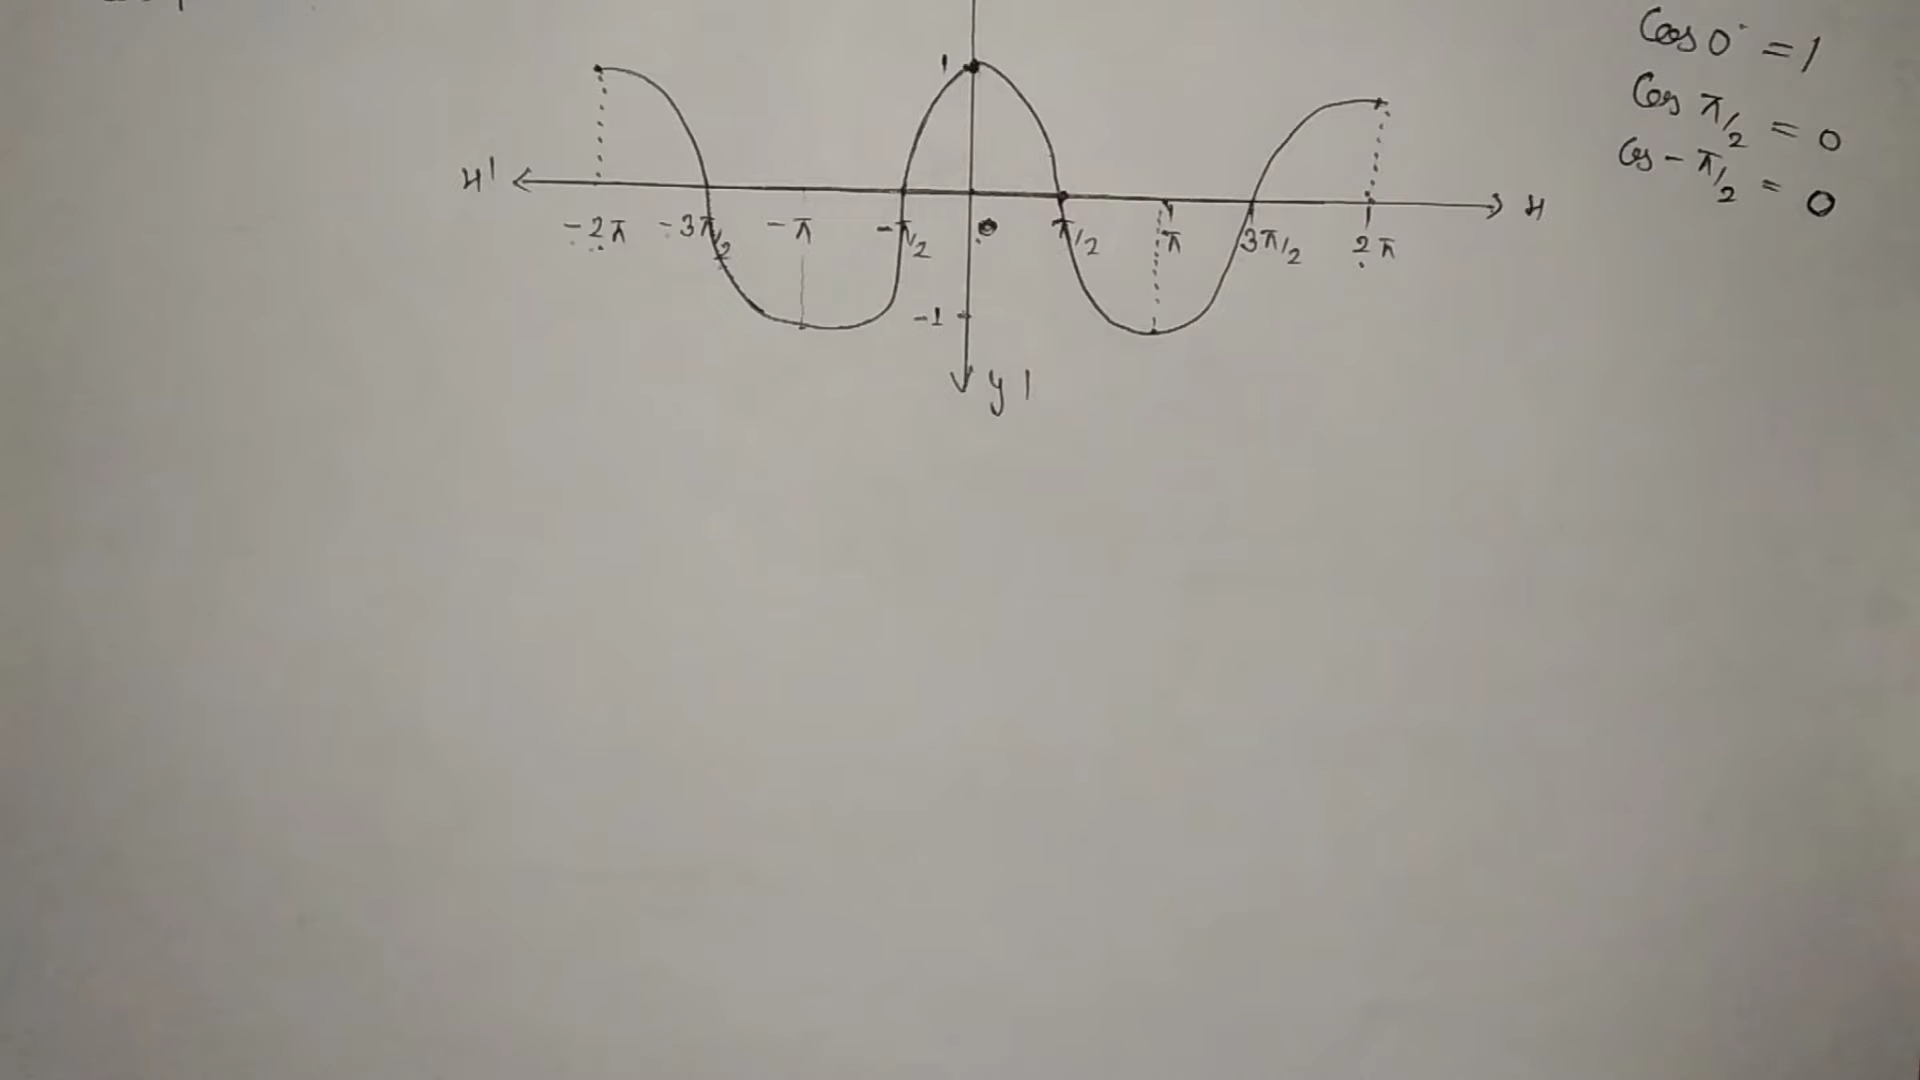 Cos 0° = 1
Cos π/2 = 0
Cos -π/2 = 0
1
x'
x
-2π -3π/2 -π -π/2 0 π/2 π 3π/2 2π
-1
y'